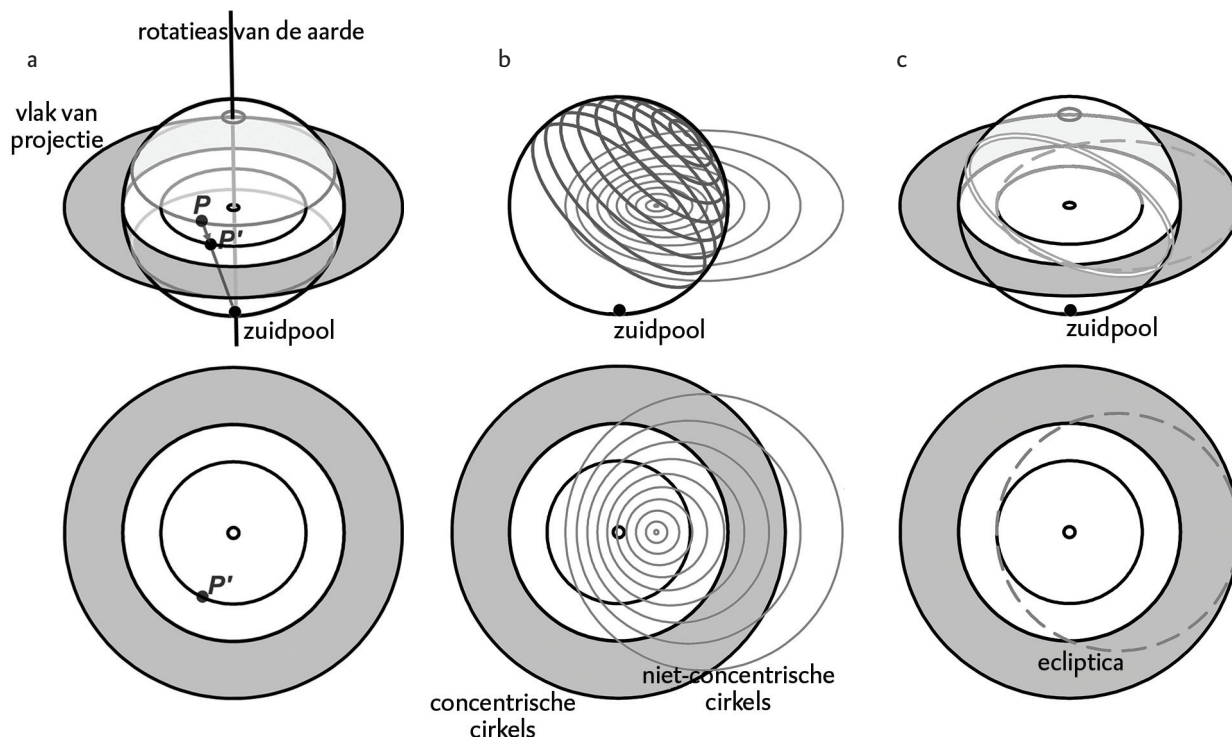 a
rotatieas van de aarde
vlak van
projectie
P
P'
zuidpool
P'
b
zuidpool
concentrische
cirkels
niet-concentrische
cirkels
c
zuidpool
ecliptica